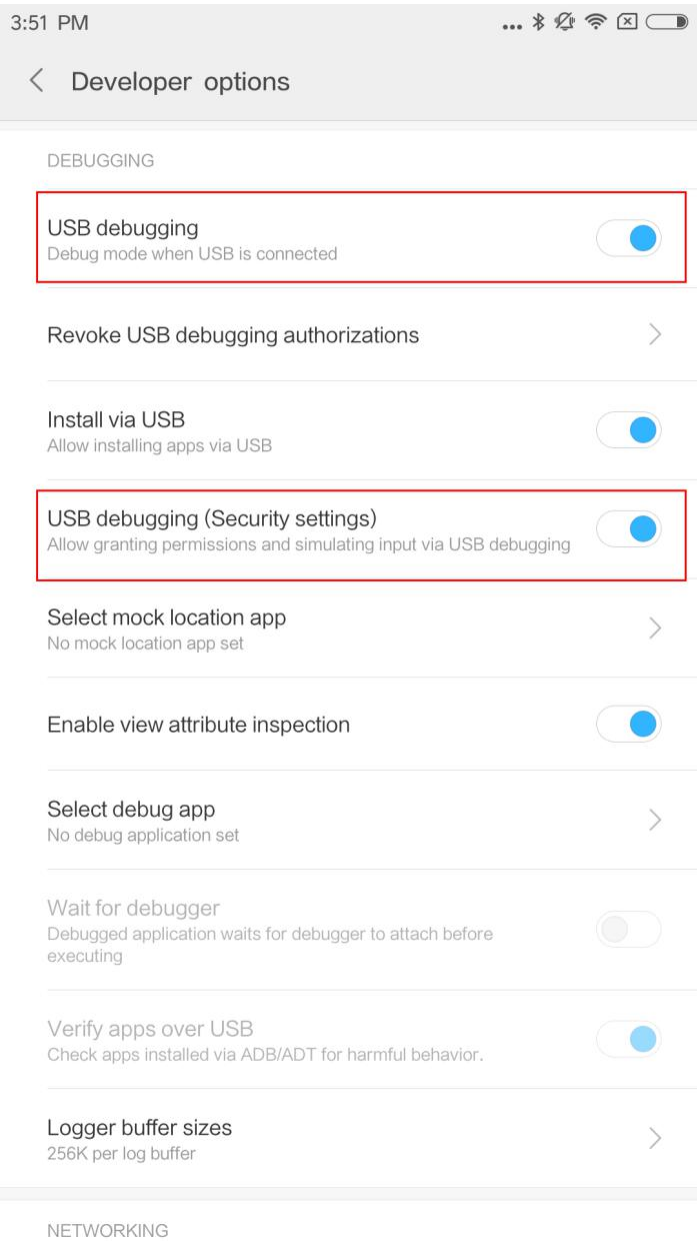 3:51 PM
Developer options
DEBUGGING
USB debugging
Debug mode when USB is connected
Revoke USB debugging authorizations
Install via USB
Allow installing apps via USB
USB debugging (Security settings)
Allow granting permissions and simulating input via USB debugging
Select mock location app
No mock location app set
Enable view attribute inspection
Select debug app
No debug application set
Wait for debugger
Debugged application waits for debugger to attach before
executing
Verify apps over USB
Check apps installed via ADB/ADT for harmful behavior.
Logger buffer sizes
256K per log buffer
NETWORKING